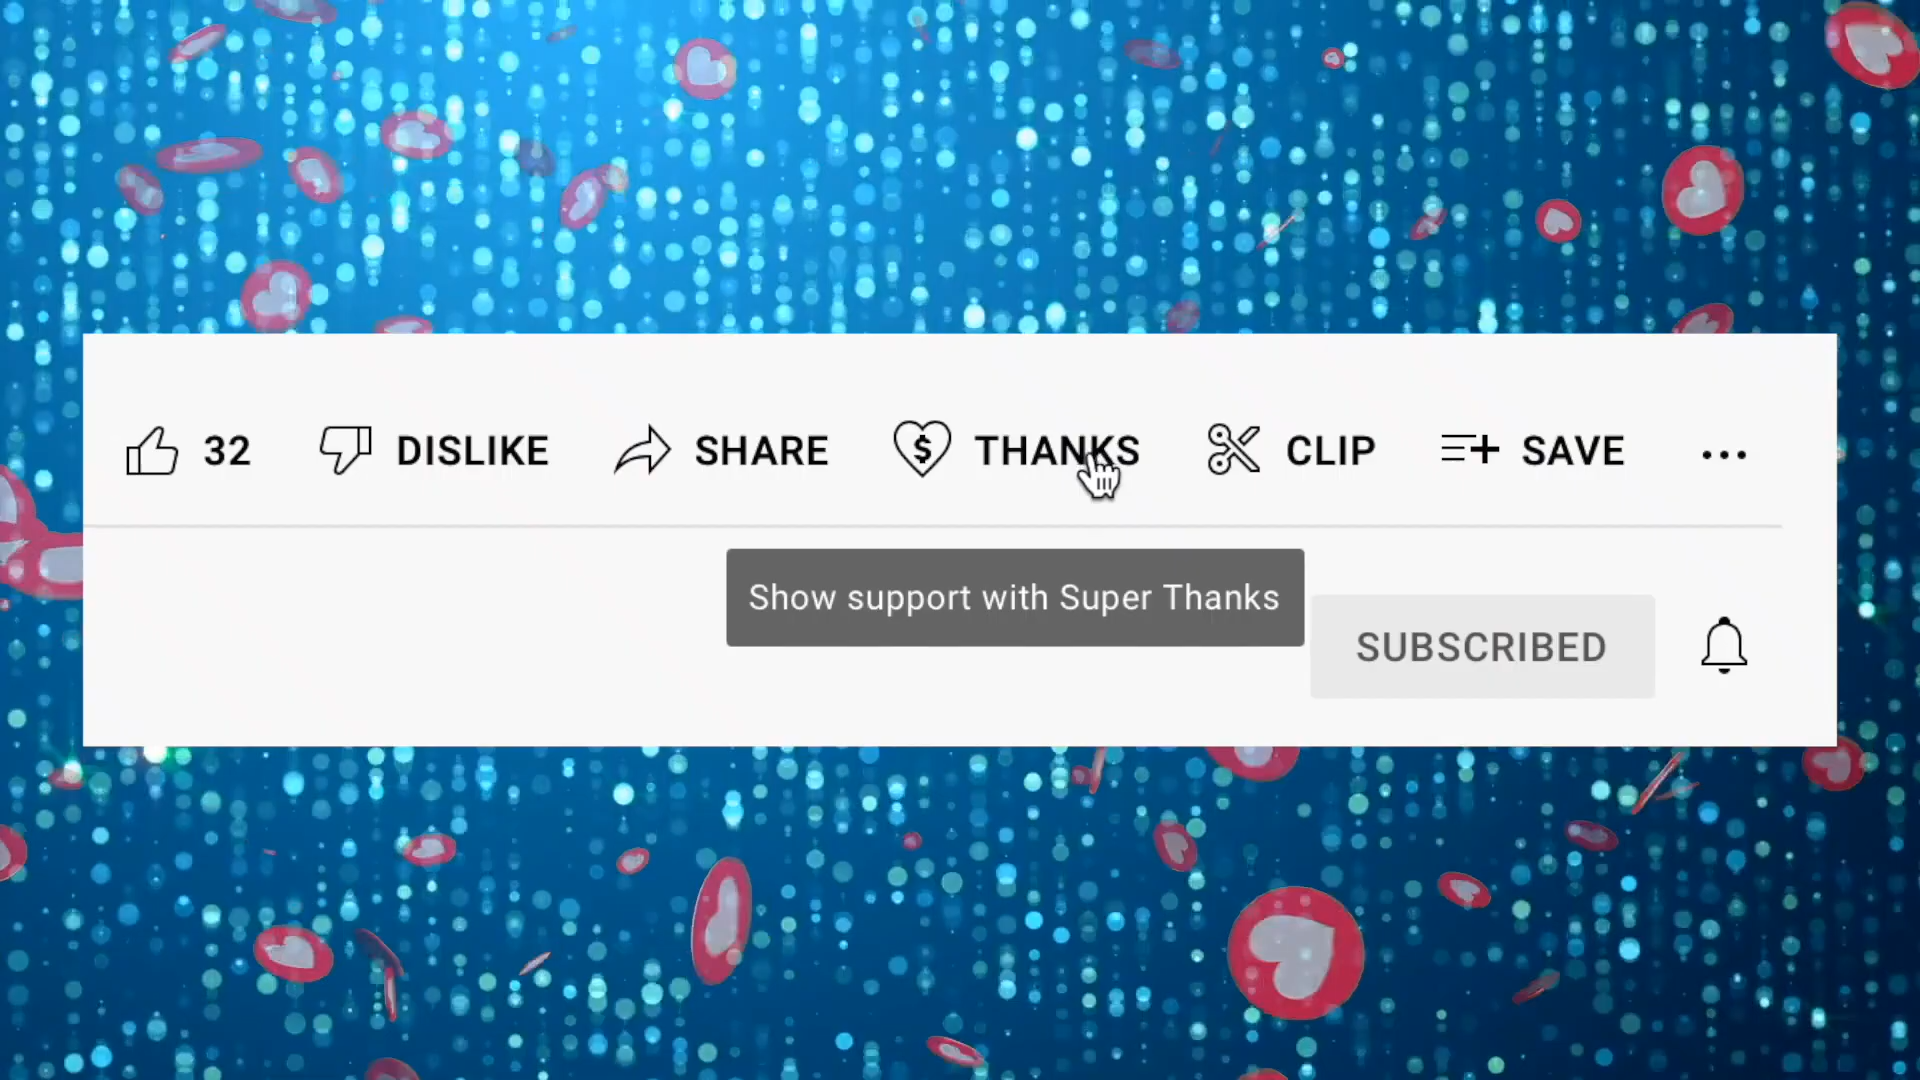 32 DISLIKE SHARE $ THANKS CLIP SAVE ...
Show support with Super Thanks
SUBSCRIBED